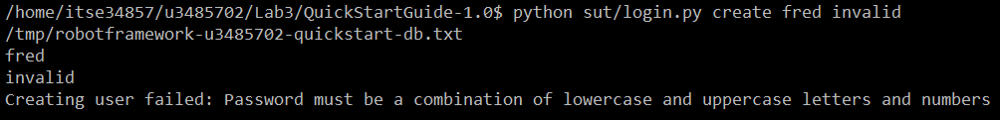 /home/itse34857/u3485702/Lab3/QuickStartGuide-1.0$ python sut/login.py create fred invalid
/tmp/robotframework-u3485702-quickstart-db.txt
fred
invalid
Creating user failed: Password must be a combination of lowercase and uppercase letters and numbers